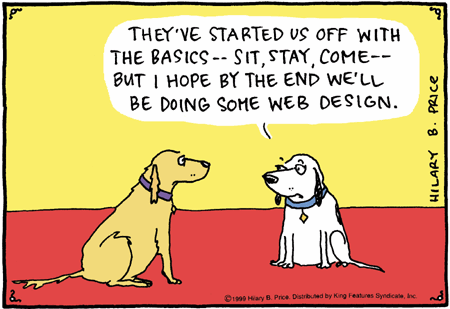 THEY'VE STARTED US OFF WITH
THE BASICS-- SIT, STAY, COME--
BUT I HOPE BY THE END WE'LL
BE DOING SOME WEB DESIGN.
HILARY B. PRICE
©1999 Hilary B. Price. Distributed by King Features Syndicate, Inc.